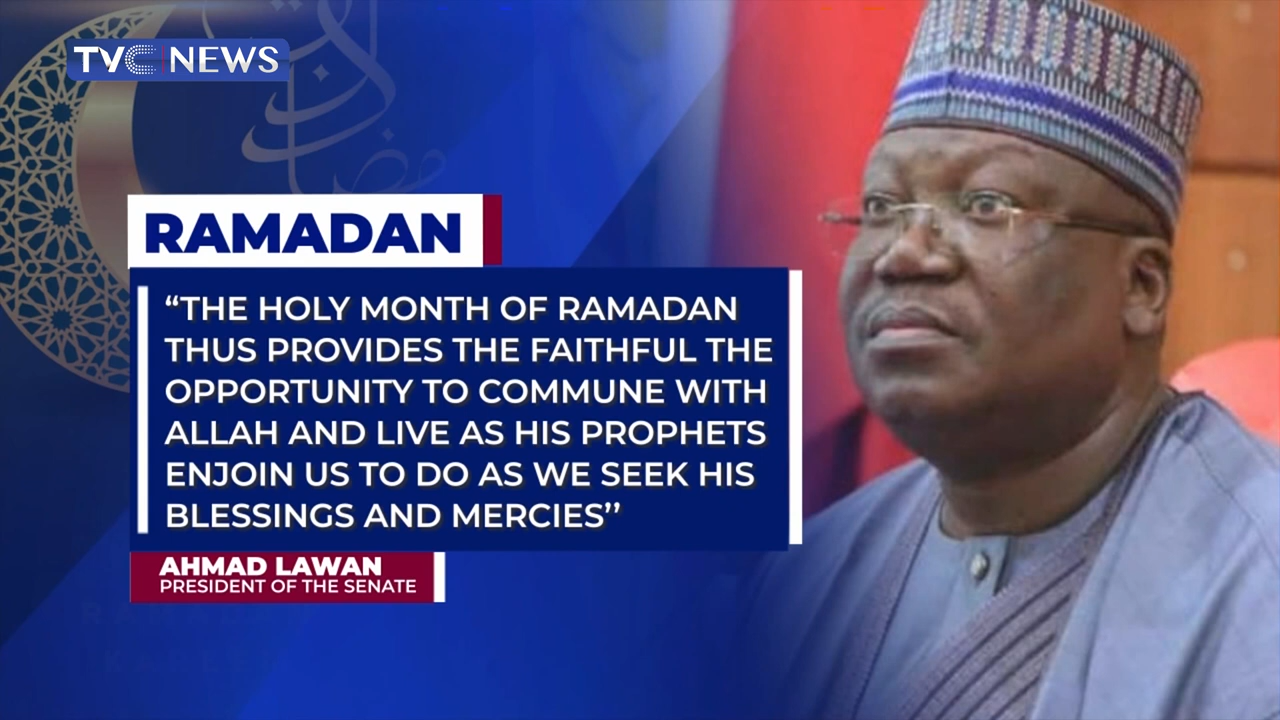 TVC NEWS
رمضان
RAMADAN
“THE HOLY MONTH OF RAMADAN
THUS PROVIDES THE FAITHFUL THE
OPPORTUNITY TO COMMUNE WITH
ALLAH AND LIVE AS HIS PROPHETS
ENJOIN US TO DO AS WE SEEK HIS
BLESSINGS AND MERCIES”
AHMAD LAWAN
PRESIDENT OF THE SENATE